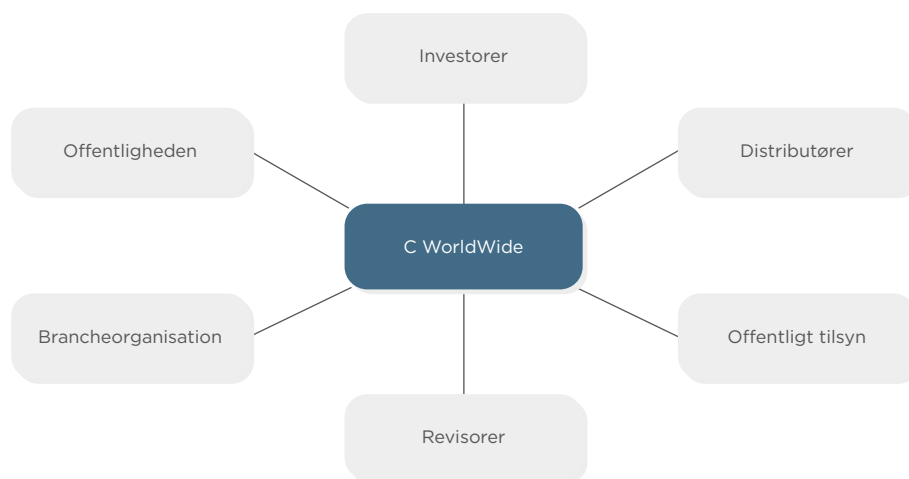 Investorer
Offentligheden
Distributører
C WorldWide
Brancheorganisation
Offentligt tilsyn
Revisorer